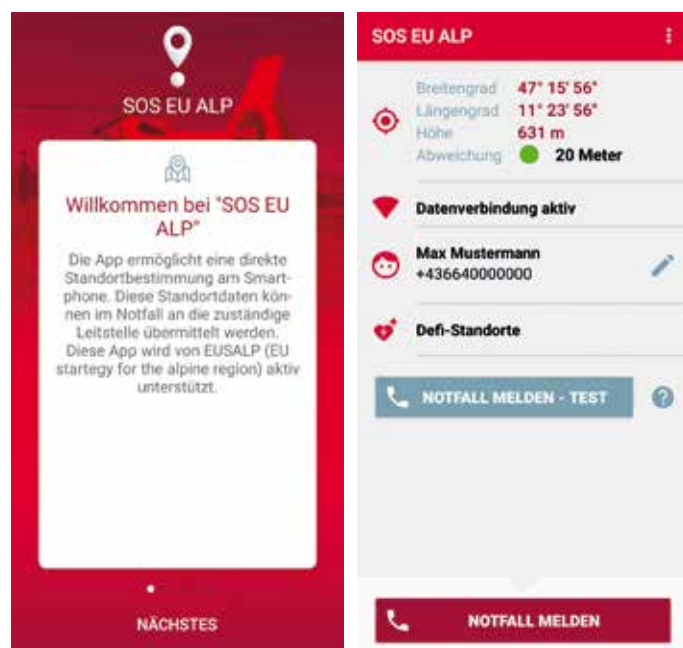 SOS EU ALP
Willkommen bei "SOS EU
ALP"
Die App ermöglicht eine direkte
Standortbestimmung am Smart-
phone. Diese Standortdaten kön-
nen im Notfall an die zuständige
Leitstelle übermittelt werden.
Diese App wird von EUSALP (EU
startegy for the alpine region) aktiv
unterstützt.
NÄCHSTES
SOS EU ALP
Breitengrad 47° 15' 56"
Längengrad 11° 23' 56"
Höhe 631 m
Abweichung 20 Meter
Datenverbindung aktiv
Max Mustermann
+436640000000
Defi-Standorte
NOTFALL MELDEN - TEST
NOTFALL MELDEN